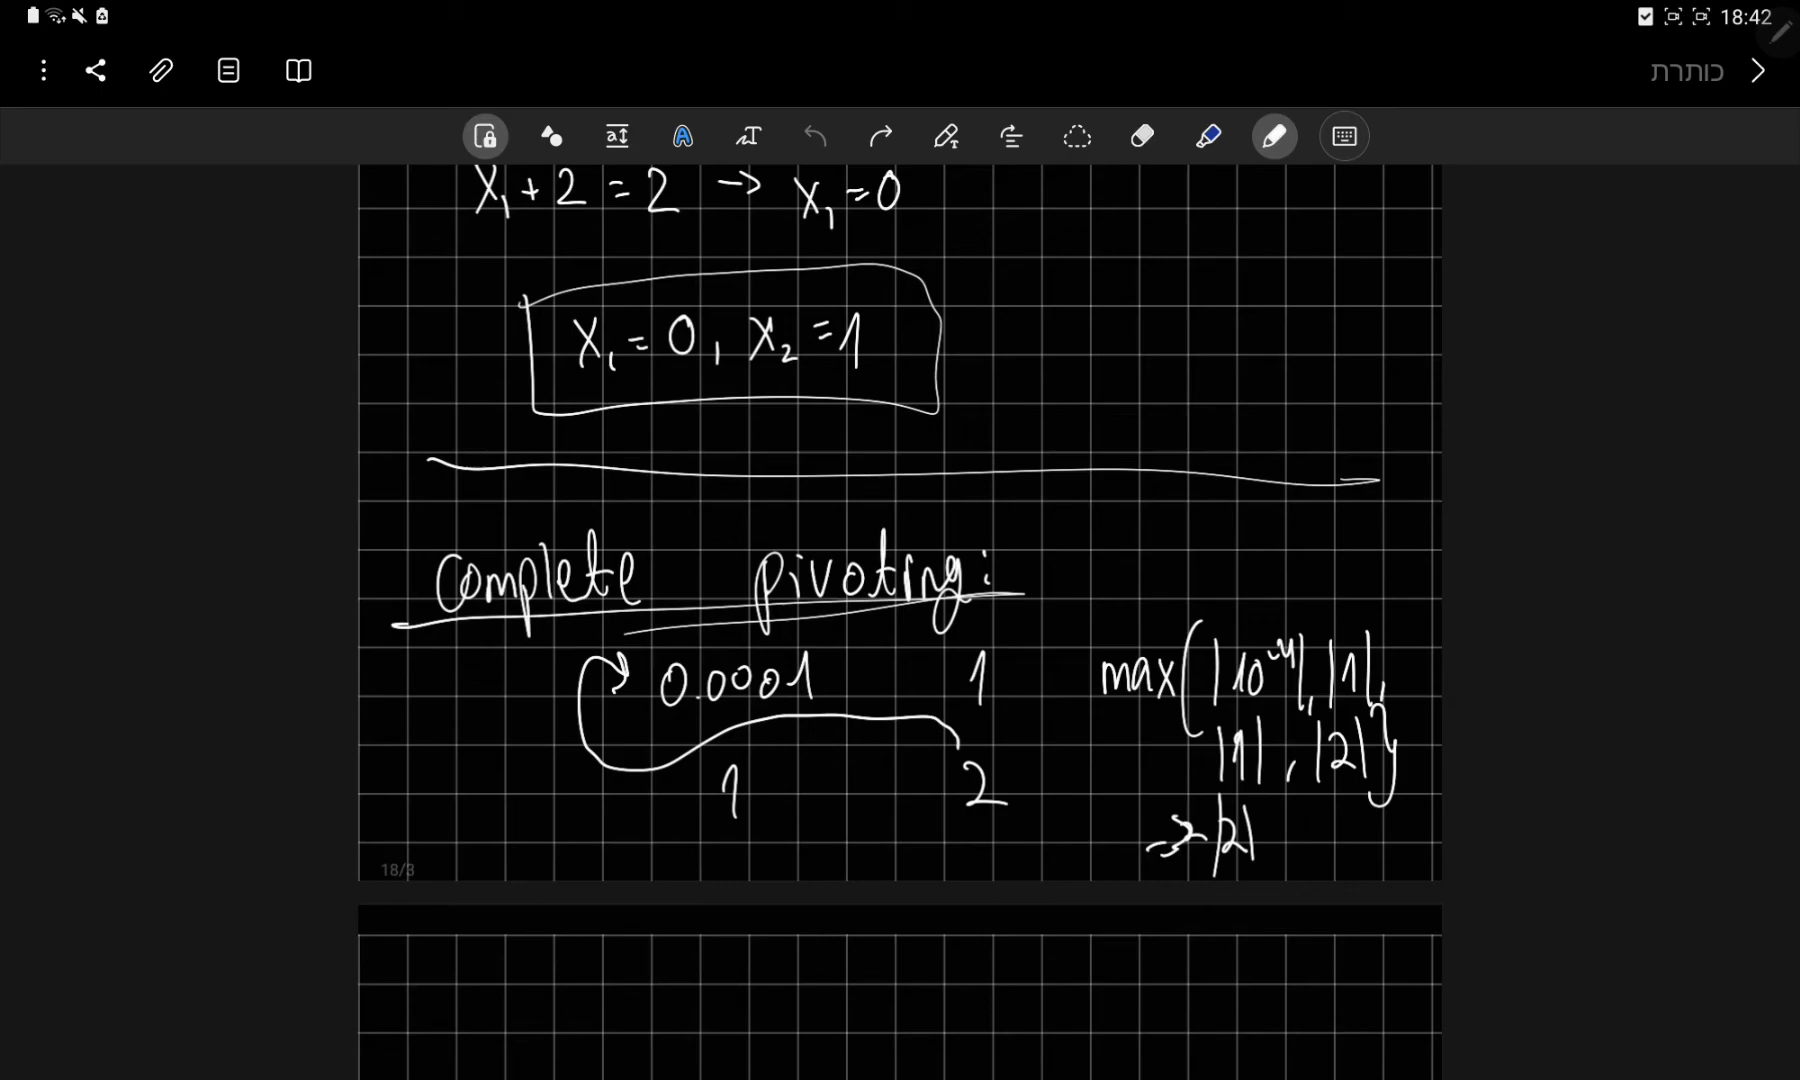 18:42
כותרת
X₁ + 2 = 2 → X₁ = 0
X₁ = 0, X₂ = 1
Complete pivoting:
0.0001 1 max(|10⁻⁴|, |1|,
1 2 |1|, |2|)
→ |2|
18/3